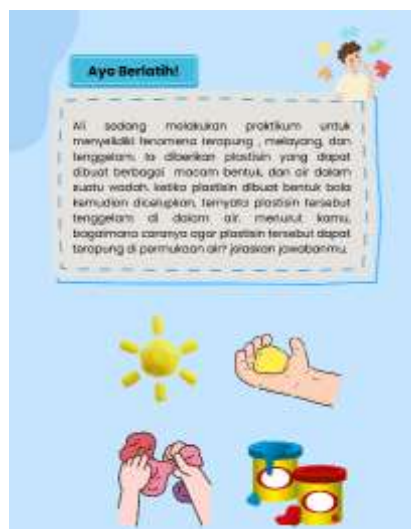 Ayo Berlatih!
Ali sedang melakukan praktikum untuk
menyelidiki fenomena terapung , melayang, dan
tenggelam. Ia diberikan plastisin yang dapat
dibuat berbagai macam bentuk, dan air dalam
suatu wadah. ketika plastisin dibuat bentuk bola
kemudian dicelupkan, ternyata plastisin tersebut
tenggelam di dalam air. menurut kamu,
bagaimana caranya agar plastisin tersebut dapat
terapung di permukaan air? jelaskan jawabanmu.